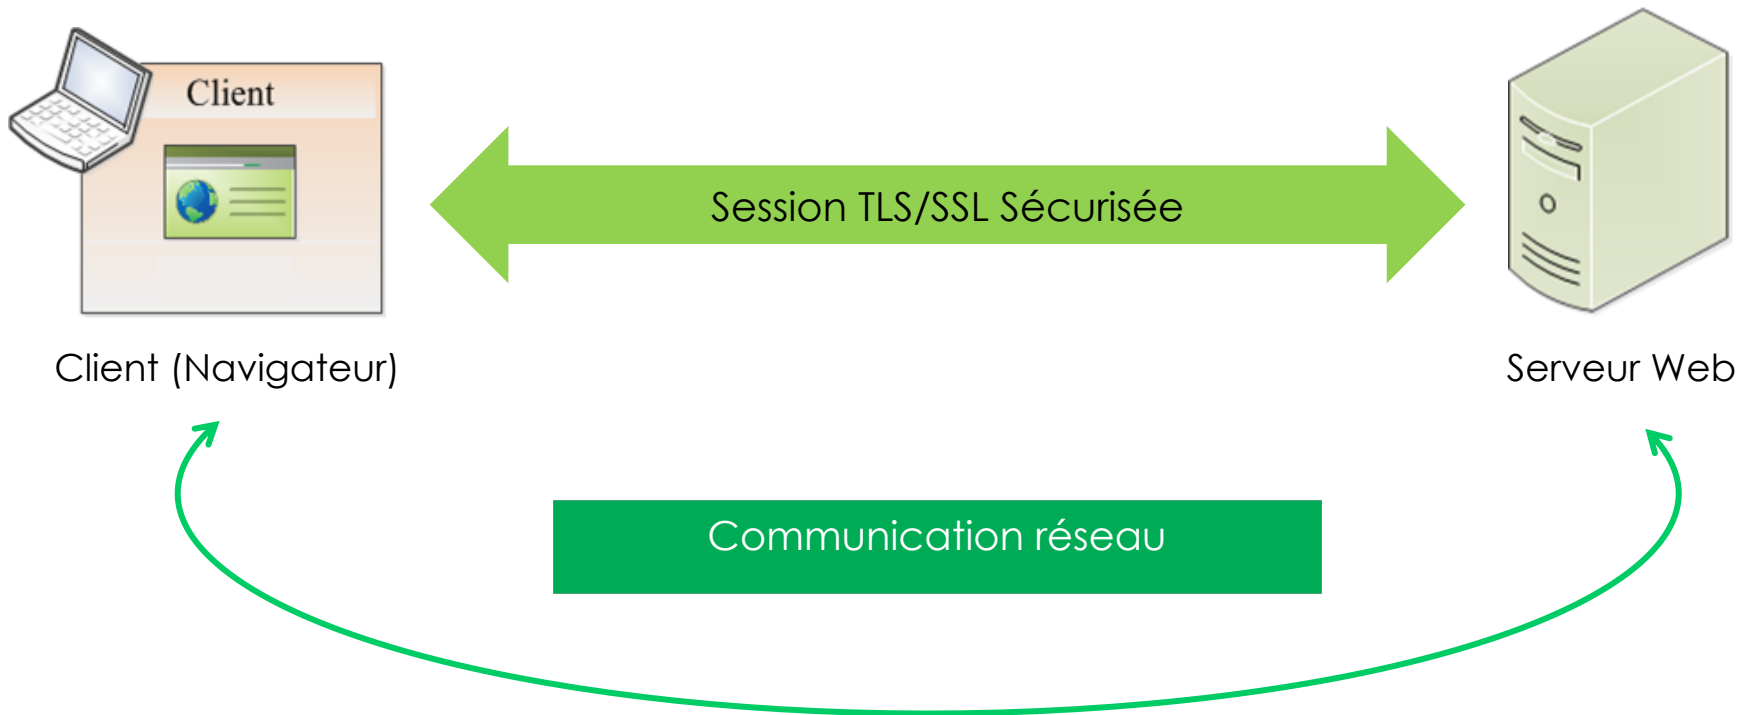 Client
Session TLS/SSL Sécurisée
Client (Navigateur)
Serveur Web
Communication réseau